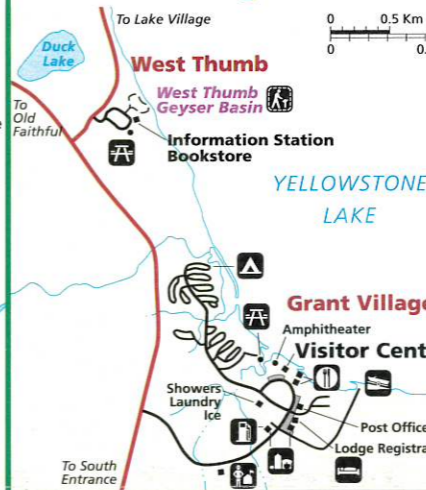 To Lake Village
0 0.5 Km
0
Duck
Lake
West Thumb
West Thumb
Geyser Basin
To
Old
Faithful
Information Station
Bookstore
YELLOWSTONE
LAKE
Grant Village
Amphitheater
Visitor Cent
Showers
Laundry
Ice
Post Office
Lodge Registra
To South
Entrance